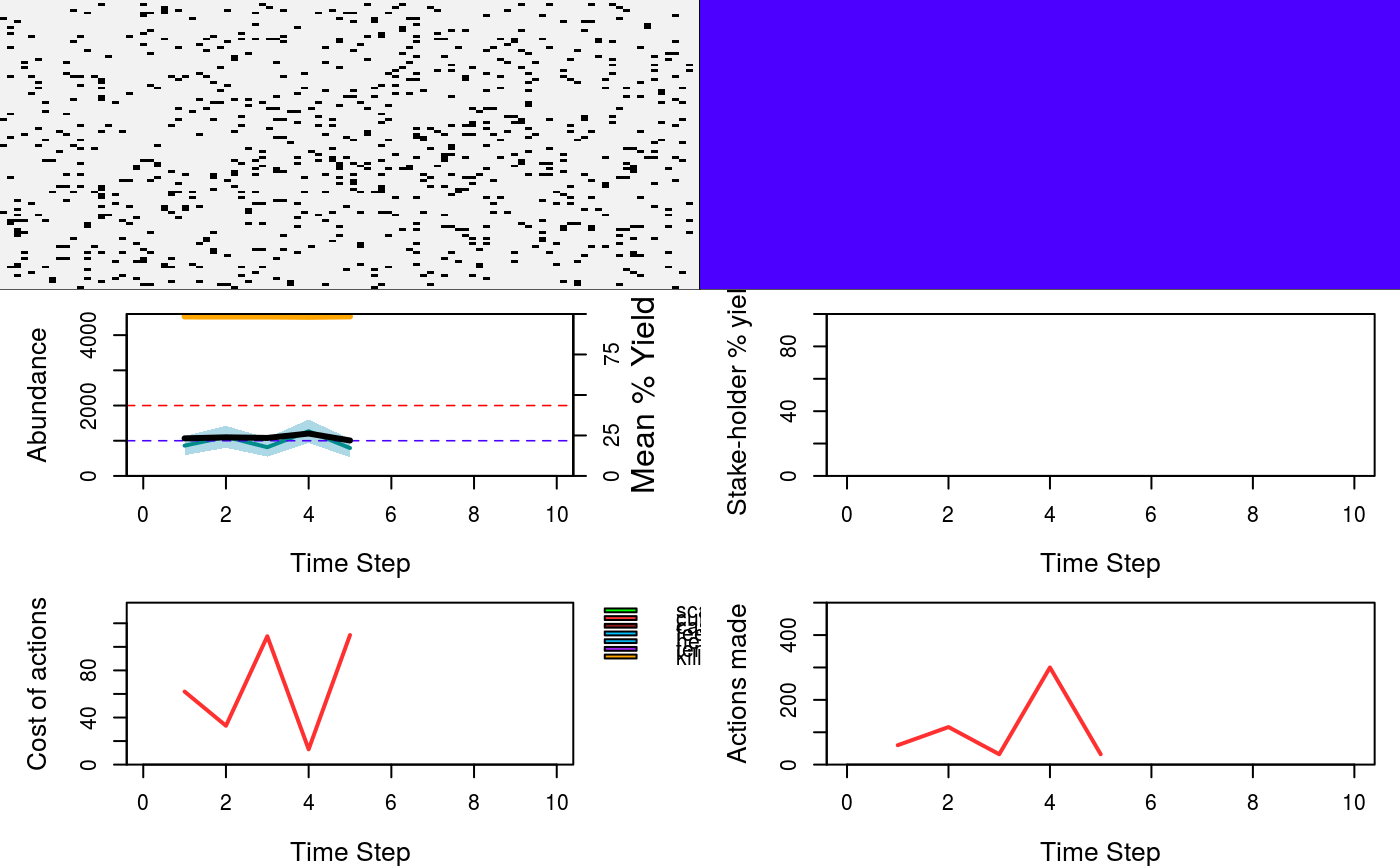 Abundance
0
2000
4000
0
25
75
Mean % Yield
0 2 4 6 8 10
Time Step
Stake-holder % yiel
0
40
80
0 2 4 6 8 10
Time Step
Cost of actions
0
40
80
0 2 4 6 8 10
Time Step
kill
Actions made
0
200
400
0 2 4 6 8 10
Time Step